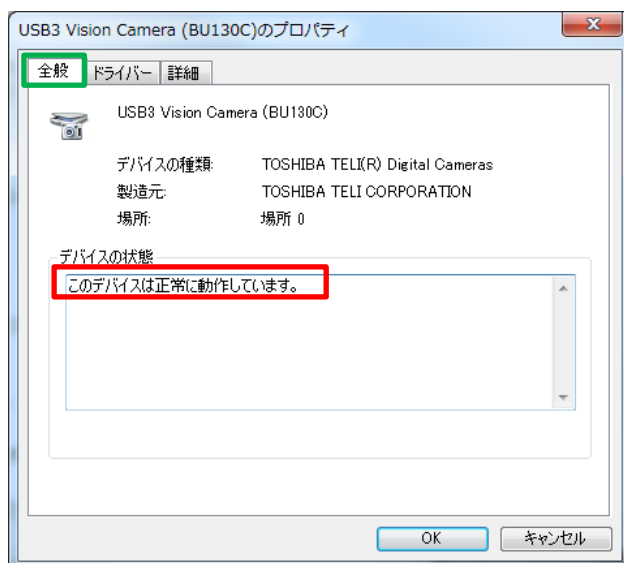 USB3 Vision Camera (BU130C)のプロパティ
全般 ドライバー 詳細
USB3 Vision Camera (BU130C)
デバイスの種類: TOSHIBA TELI(R) Digital Cameras
製造元: TOSHIBA TELI CORPORATION
場所: 場所 0
デバイスの状態
このデバイスは正常に動作しています。
OK キャンセル